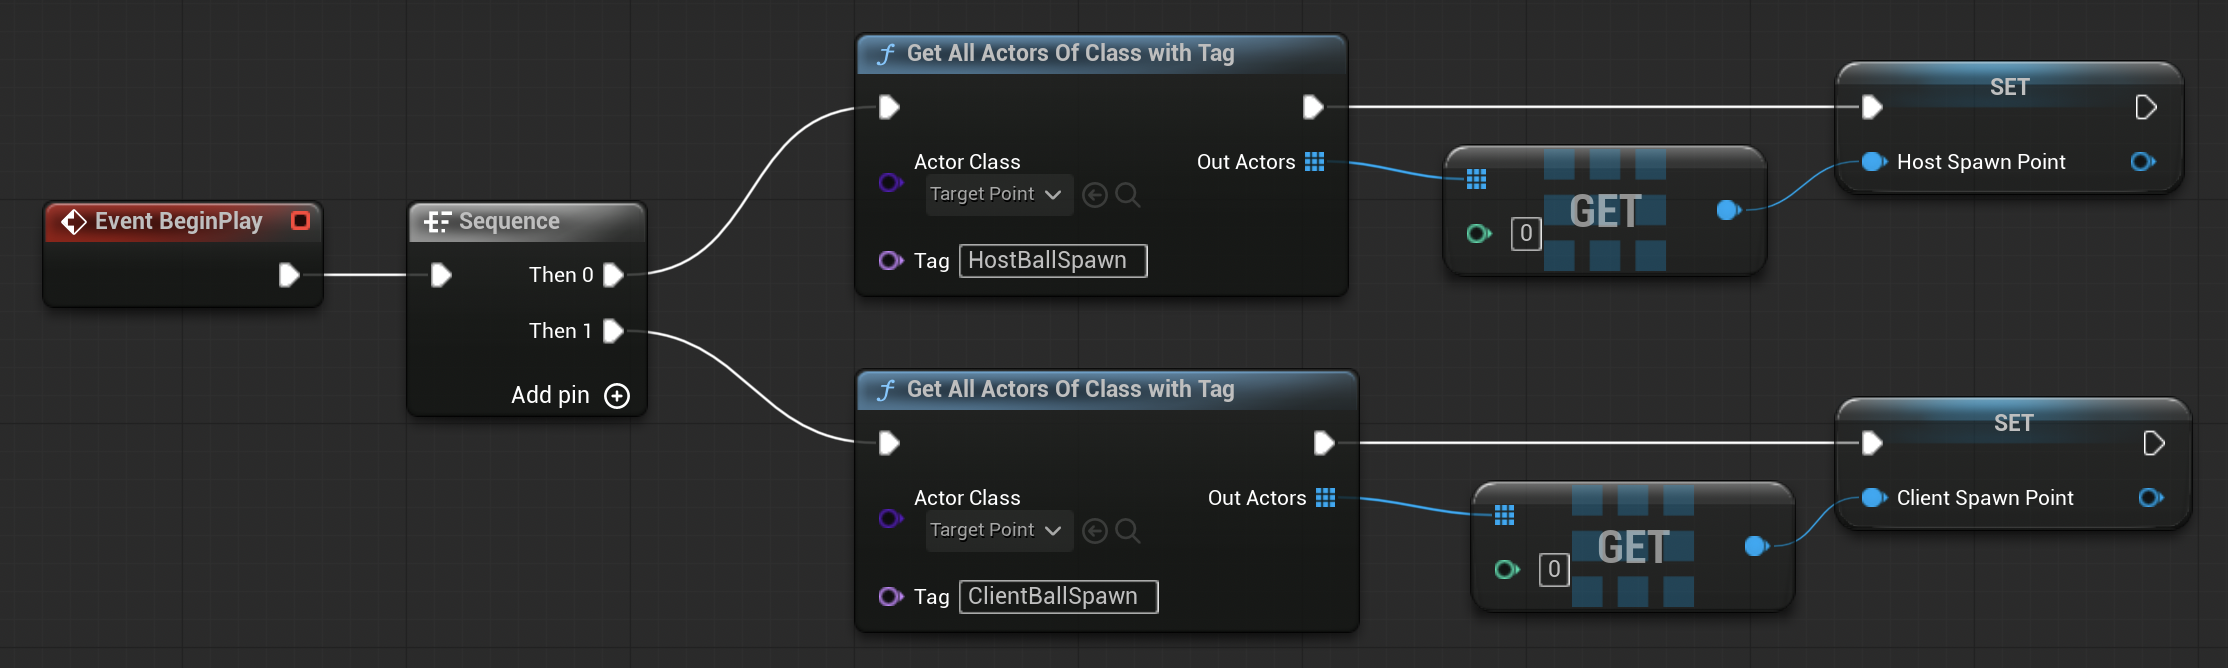 Event BeginPlay
Sequence
Then 0
Then 1
Add pin
Get All Actors Of Class with Tag
Actor Class
Target Point
Out Actors
Tag HostBallSpawn
GET
0
SET
Host Spawn Point
Get All Actors Of Class with Tag
Actor Class
Target Point
Out Actors
Tag ClientBallSpawn
GET
0
SET
Client Spawn Point